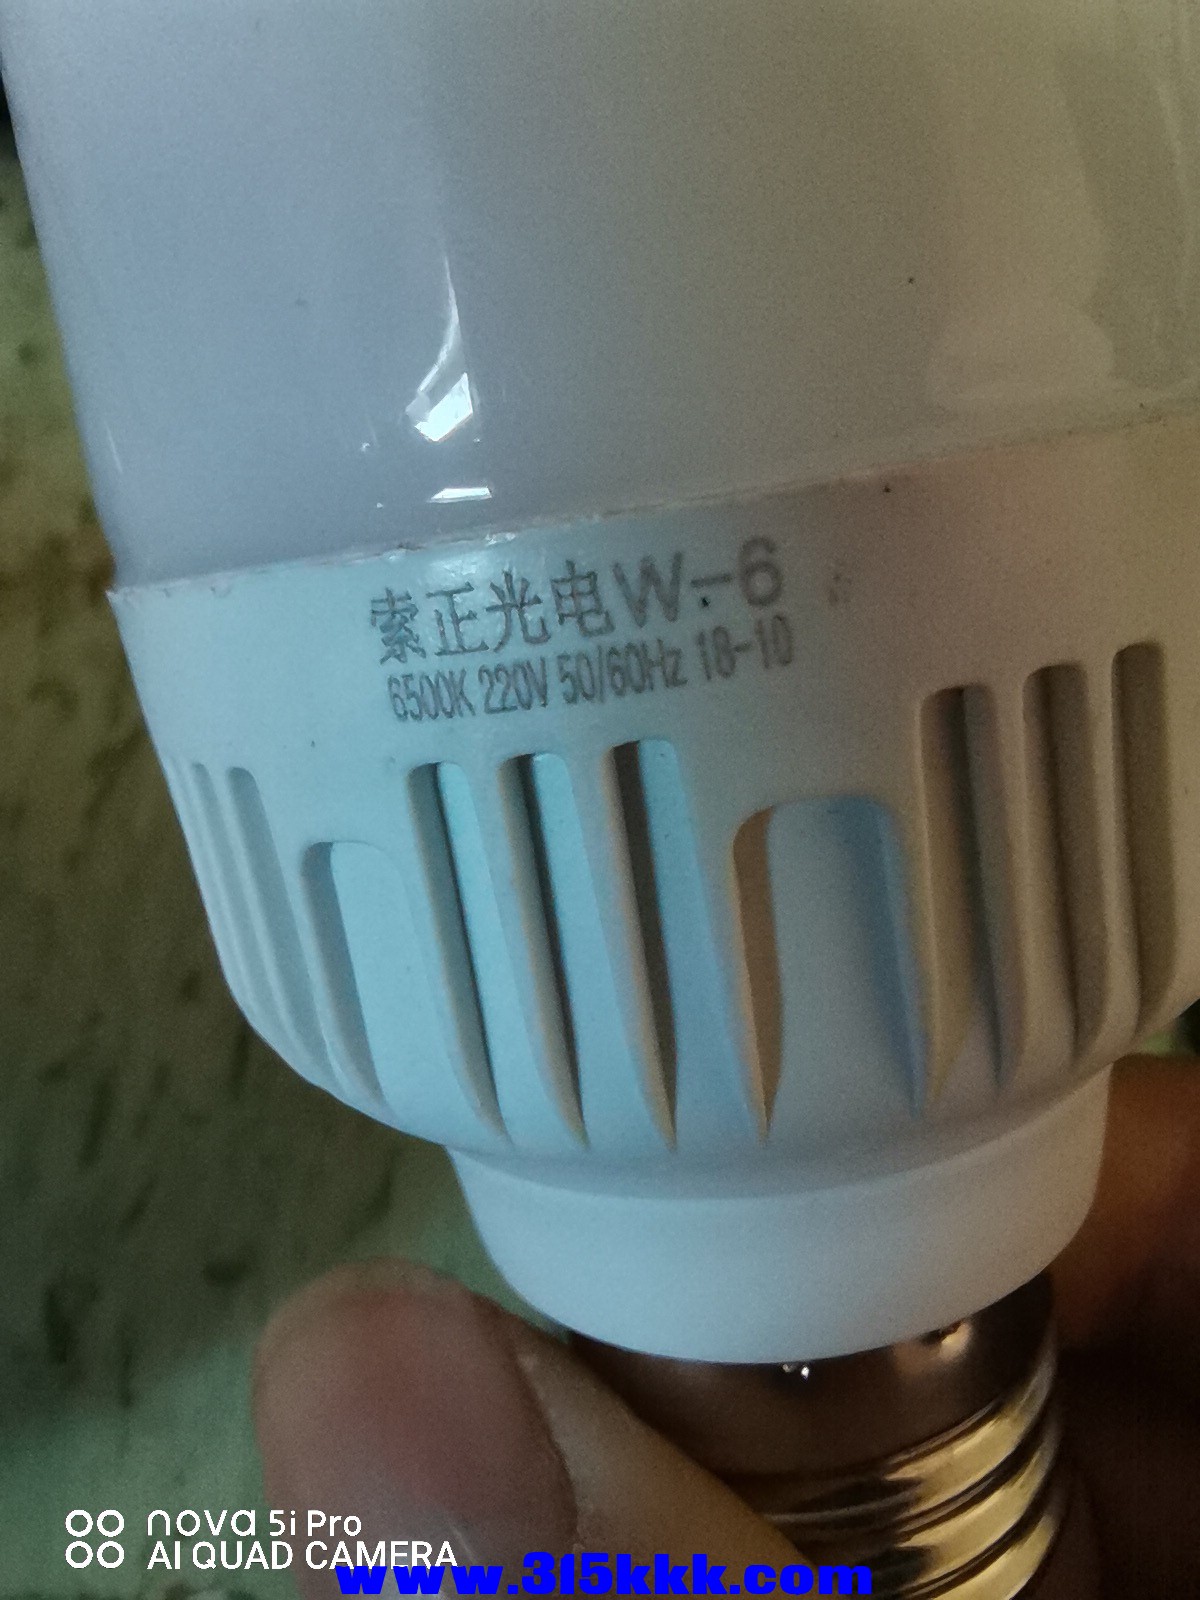 索正光电W-6
6500K 220V 50/60Hz 18-10
nova 5i Pro
AI QUAD CAMERA
www.315kkk.com